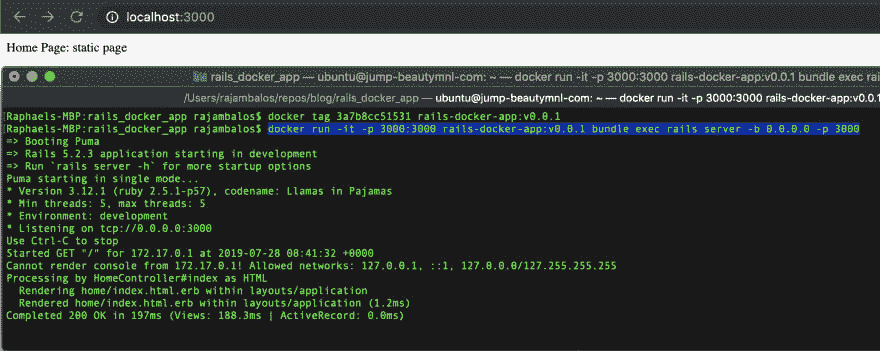 localhost:3000
Home Page: static page
rails_docker_app — ubuntu@jump-beautymnl-com: ~ — docker run -it -p 3000:3000 rails-docker-app:v0.0.1 bundle exec rail
/Users/rajambalos/repos/blog/rails_docker_app — ubuntu@jump-beautymnl-com: ~ — docker run -it -p 3000:3000 rails-docker-app:v0.0.1
[Raphaels-MBP:rails_docker_app rajambalos$ docker tag 3a7b8cc51531 rails-docker-app:v0.0.1
[Raphaels-MBP:rails_docker_app rajambalos$ docker run -it -p 3000:3000 rails-docker-app:v0.0.1 bundle exec rails server -b 0.0.0.0 -p 3000
=> Booting Puma
=> Rails 5.2.3 application starting in development
=> Run `rails server -h` for more startup options
Puma starting in single mode...
* Version 3.12.1 (ruby 2.5.1-p57), codename: Llamas in Pajamas
* Min threads: 5, max threads: 5
* Environment: development
* Listening on tcp://0.0.0.0:3000
Use Ctrl-C to stop
Started GET "/" for 172.17.0.1 at 2019-07-28 08:41:32 +0000
Cannot render console from 172.17.0.1! Allowed networks: 127.0.0.1, ::1, 127.0.0.0/127.255.255.255
Processing by HomeController#index as HTML
Rendering home/index.html.erb within layouts/application
Rendered home/index.html.erb within layouts/application (1.2ms)
Completed 200 OK in 197ms (Views: 188.3ms | ActiveRecord: 0.0ms)